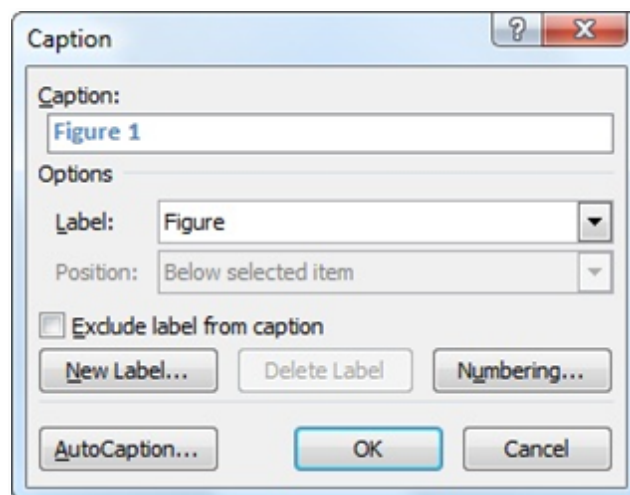 Caption
Caption:
Figure 1
Options
Label: Figure
Position: Below selected item
Exclude label from caption
New Label... Delete Label Numbering...
AutoCaption... OK Cancel